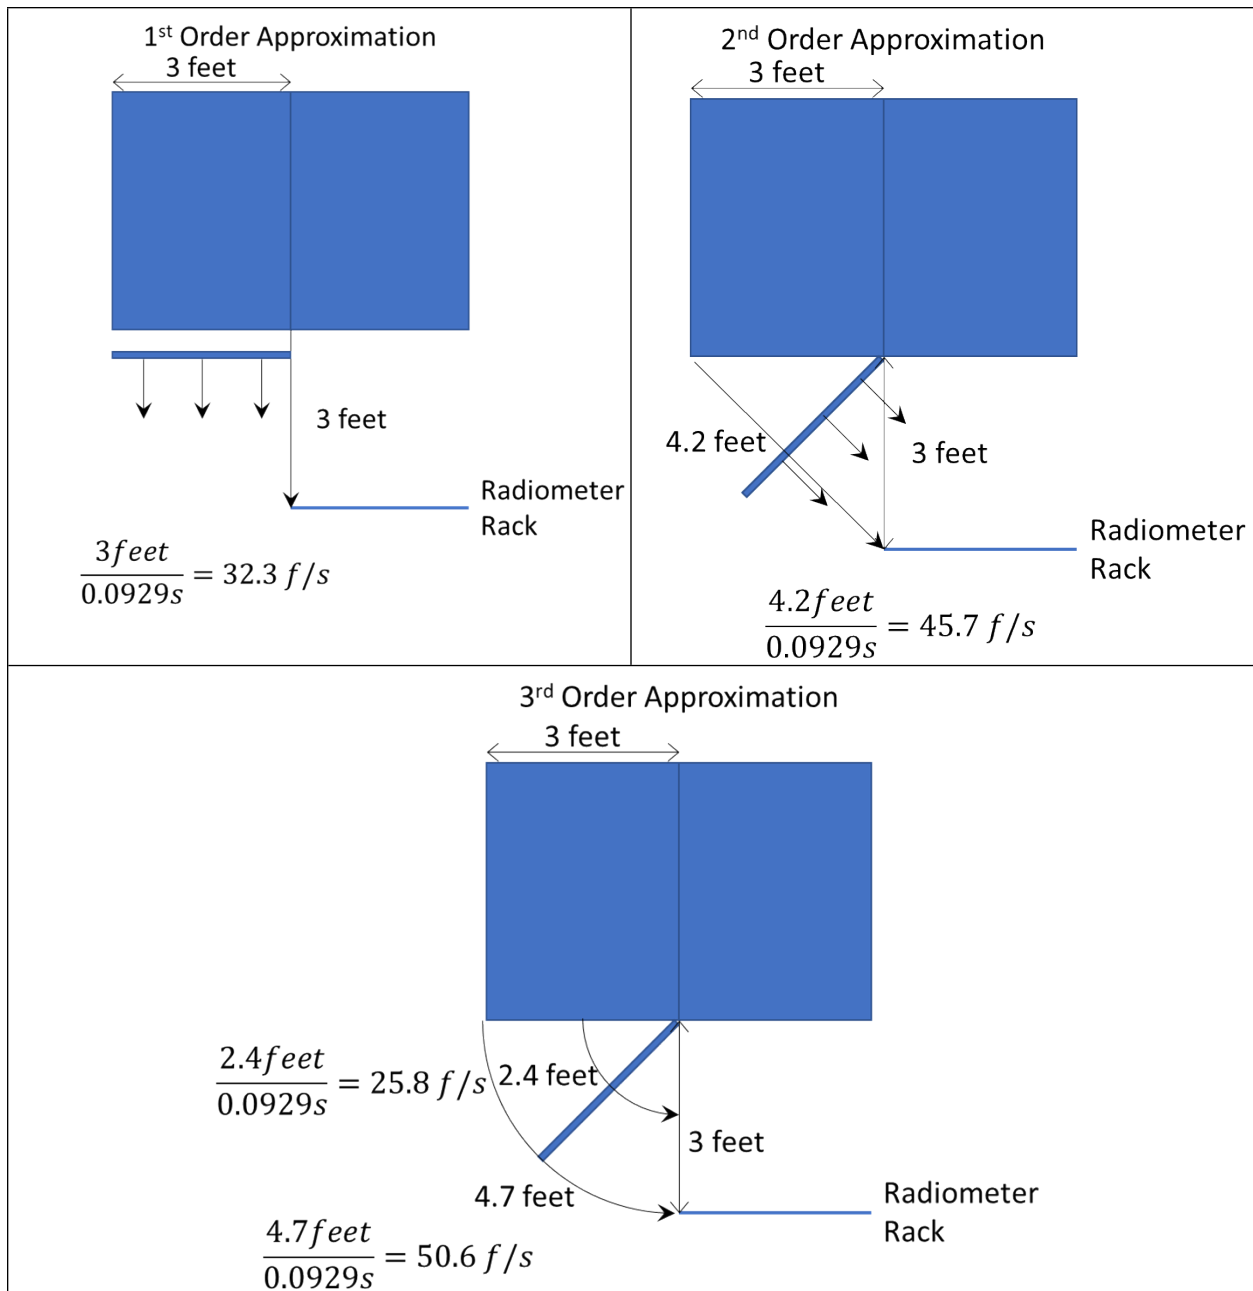 1st Order Approximation
3 feet
3 feet
Radiometer
Rack
3feet
0.0929s
= 32.3 f/s
2nd Order Approximation
3 feet
4.2 feet
3 feet
Radiometer
Rack
4.2feet
0.0929s
= 45.7 f/s
3rd Order Approximation
3 feet
2.4feet
0.0929s
= 25.8 f/s
2.4 feet
3 feet
4.7 feet
Radiometer
Rack
4.7feet
0.0929s
= 50.6 f/s